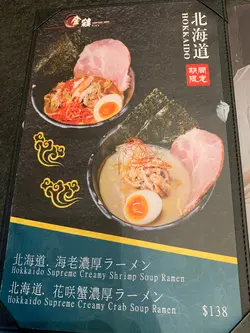 北海道
HOKKAIDO
期間
限定
北海道. 海老濃厚ラーメン
Hokkaido Supreme Creamy Shrimp Soup Ramen
北海道. 花咲蟹濃厚ラーメン
Hokkaido Supreme Creamy Crab Soup Ramen
$138